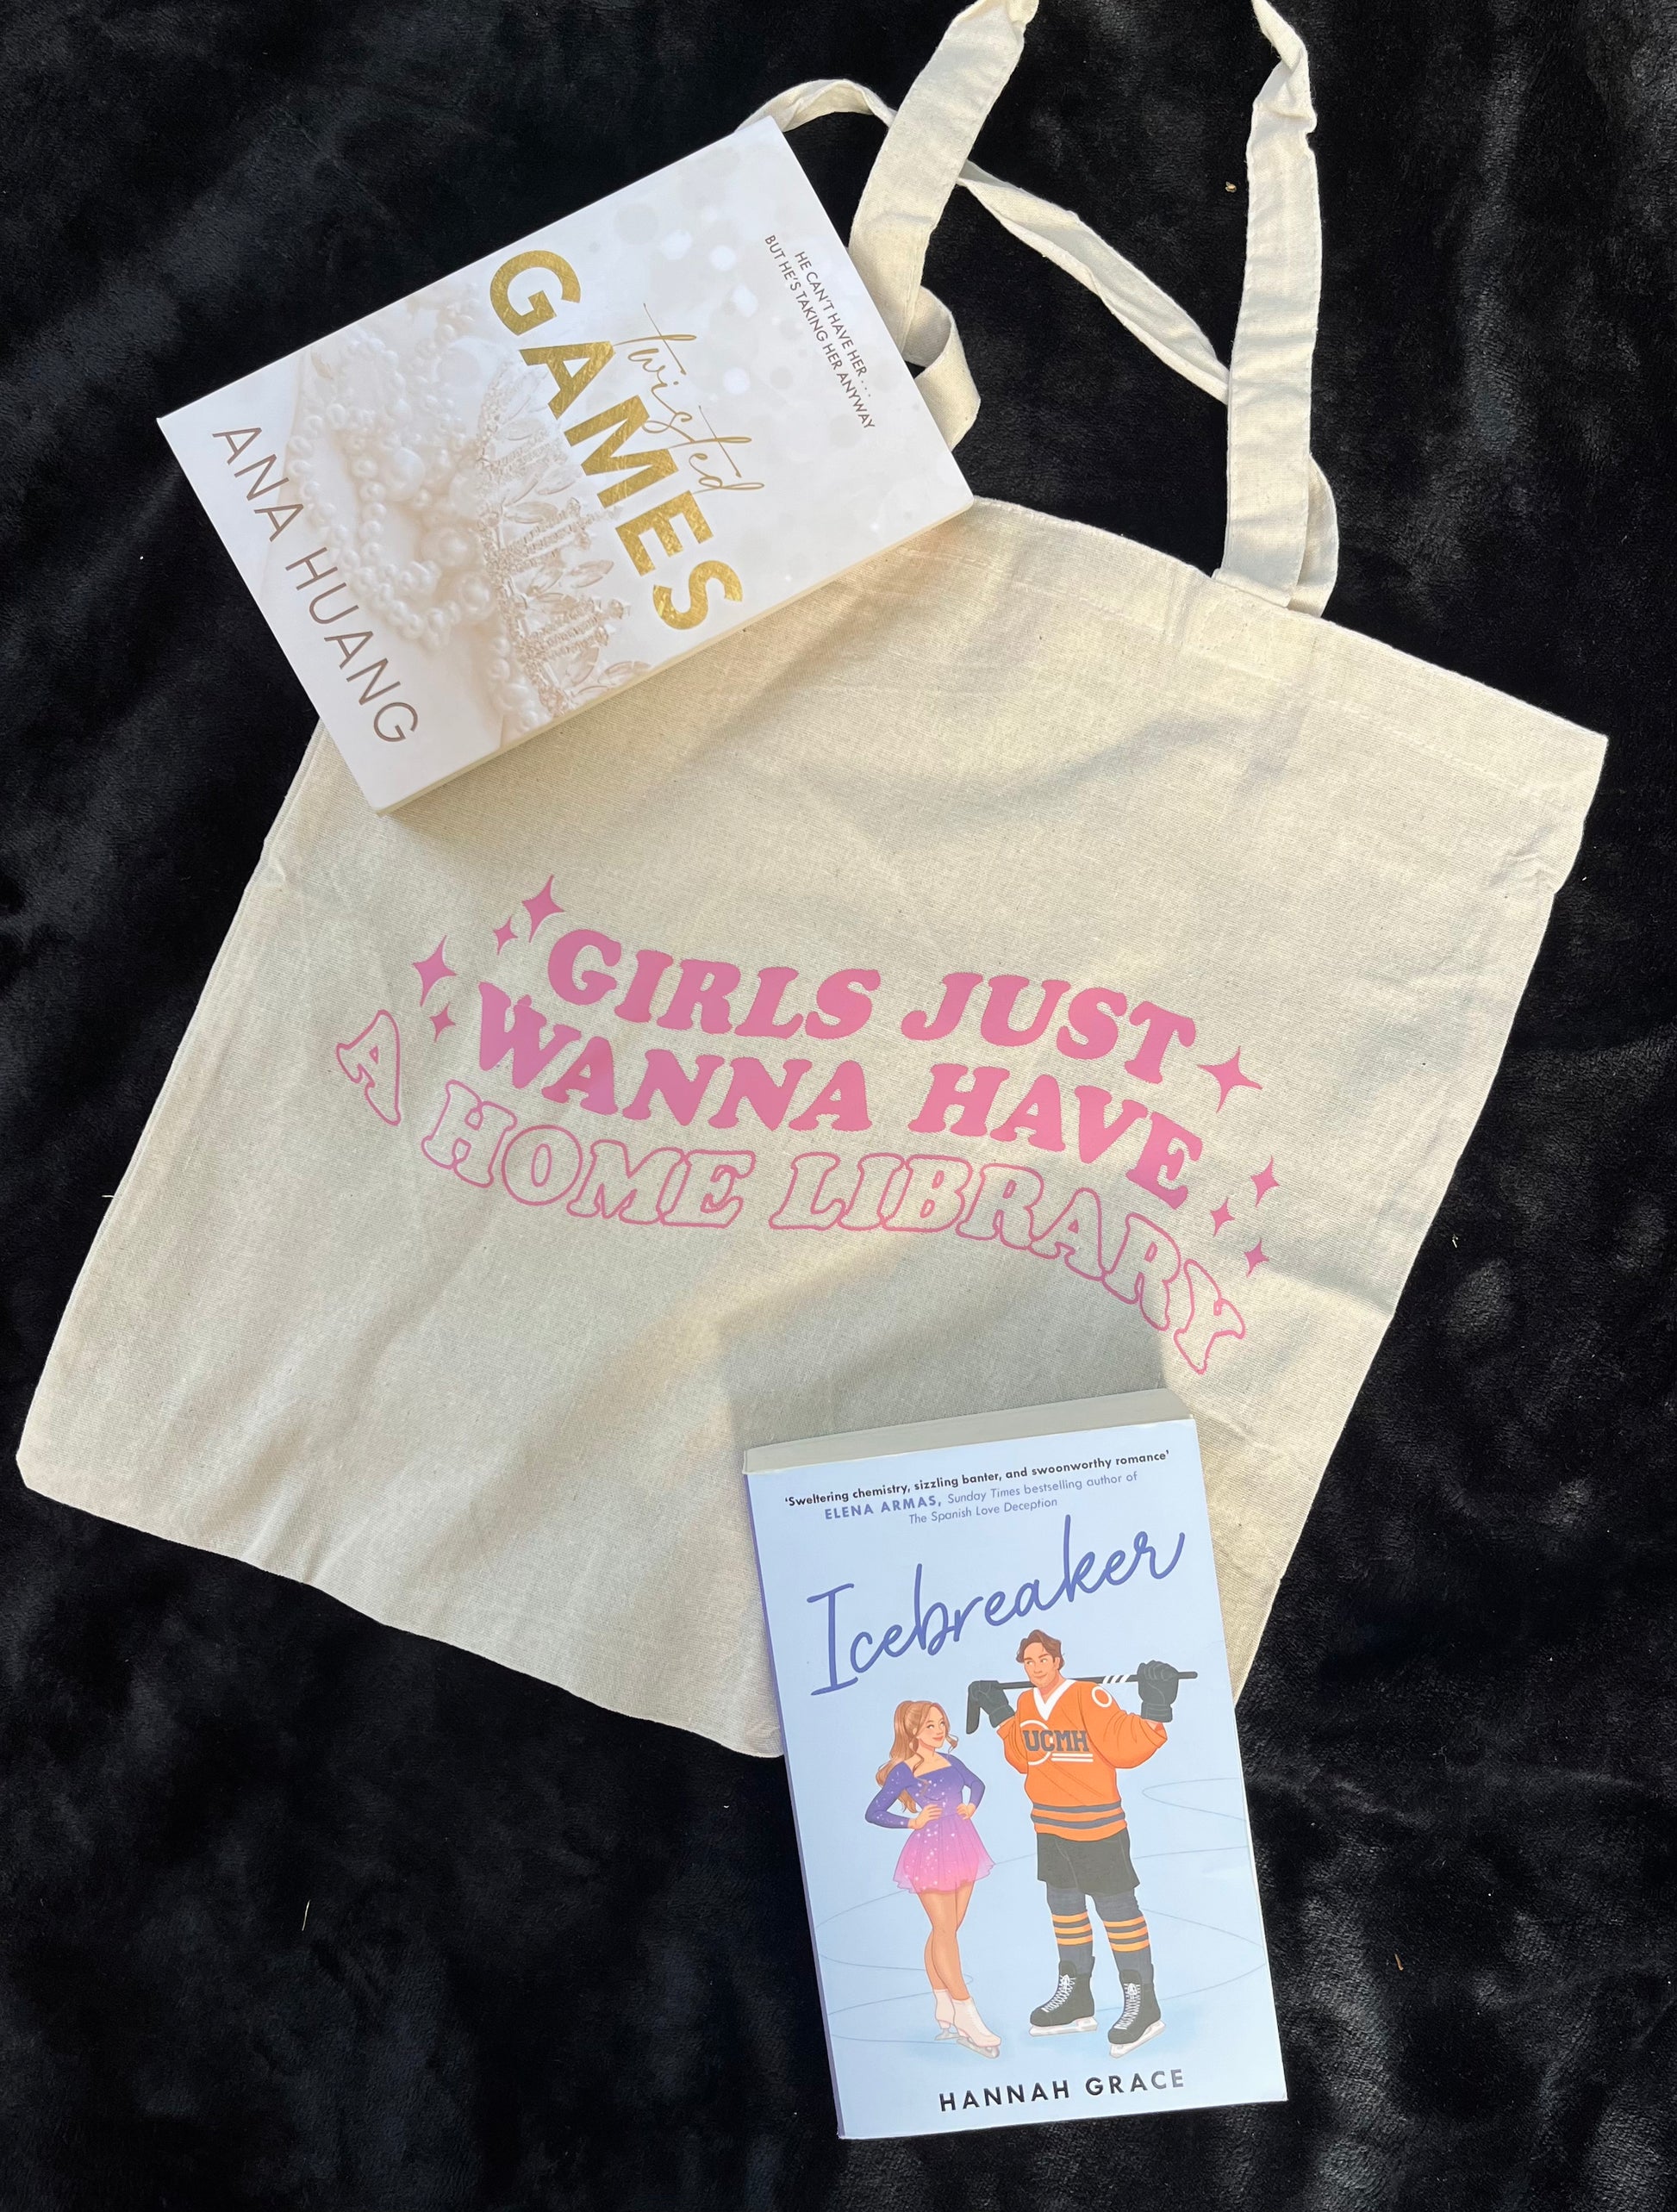 HE CAN'T HAVE HER . . .
BUT HE'S TAKING HER ANYWAY
twisted
GAMES
ANA HUANG
GIRLS JUST
WANNA HAVE
A HOME LIBRARY
'Sweltering chemistry, sizzling banter, and swoonworthy romance'
ELENA ARMAS, Sunday Times bestselling author of
The Spanish Love Deception
Icebreaker
UCMH
HANNAH GRACE